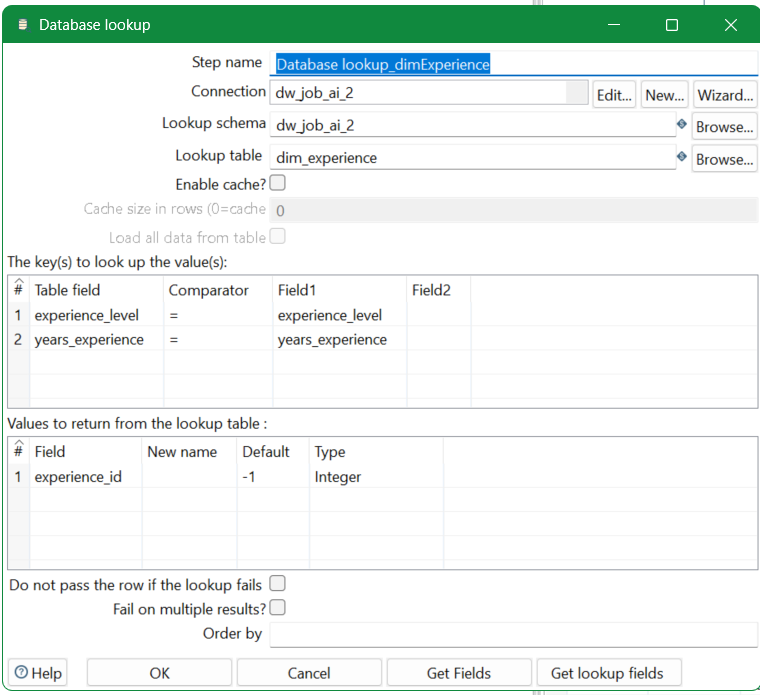 Database lookup
Step name Database lookup_dimExperience
Connection dw_job_ai_2 Edit... New... Wizard...
Lookup schema dw_job_ai_2 Browse...
Lookup table dim_experience Browse...
Enable cache?
Cache size in rows (0=cache 0
Load all data from table
The key(s) to look up the value(s):
# Table field Comparator Field1 Field2
1 experience_level = experience_level
2 years_experience = years_experience
Values to return from the lookup table :
# Field New name Default Type
1 experience_id -1 Integer
Do not pass the row if the lookup fails
Fail on multiple results?
Order by
Help OK Cancel Get Fields Get lookup fields